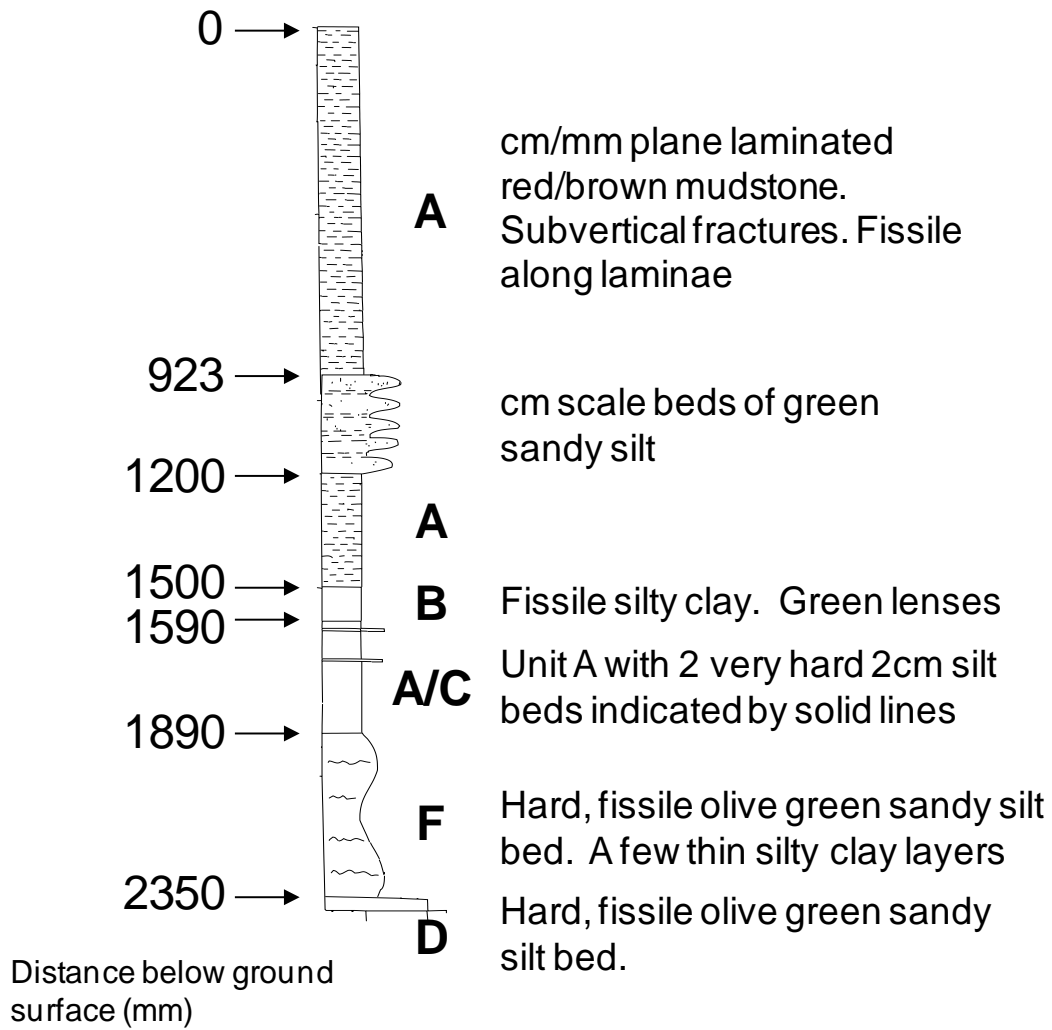 0
cm/mm plane laminated
red/brown mudstone.
A
Subvertical fractures. Fissile
along laminae
923
cm scale beds of green
sandy silt
1200
A
1500
B
Fissile silty clay. Green lenses
1590
A/C
Unit A with 2 very hard 2cm silt
beds indicated by solid lines
1890
F
Hard, fissile olive green sandy silt
bed. A few thin silty clay layers
2350
D
Hard, fissile olive green sandy
silt bed.
Distance below ground
surface (mm)